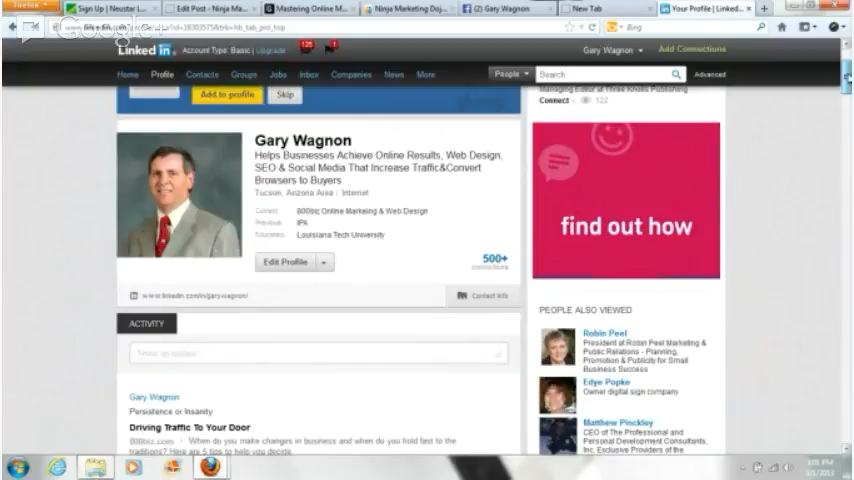 Firefox
Sign Up | Neustar L...
Edit Post ‹ Ninja Ma...
Mastering Online M...
Ninja Marketing Doj...
(2) Gary Wagnon
New Tab
Your Profile | Linked...
Google+
Bing
Linked in
Account Type: Basic | Upgrade
125
1
Gary Wagnon
Add Connections
Home Profile Contacts Groups Jobs Inbox Companies News More
People
Search
Advanced
Add to profile
Skip
Managing Editor at Three Knolls Publishing
Connect · 122
Gary Wagnon
Helps Businesses Achieve Online Results, Web Design,
SEO & Social Media That Increase Traffic&Convert
Browsers to Buyers
Tucson, Arizona Area | Internet
Current 800biz Online Marketing & Web Design
Previous IPA
Education Louisiana Tech University
Edit Profile
500+
connections
www.linkedin.com/in/garywagnon/
Contact Info
find out how
ACTIVITY
PEOPLE ALSO VIEWED
Robin Peel
President at Robin Peel Marketing &
Public Relations - Planning,
Promotion & Publicity for Small
Business Success
Edye Popke
Owner digital sign company
Matthew Pinckley
CEO of The Professional and
Personal Development Consultants,
Inc. Exclusive Providers of the
Gary Wagnon
Persistence or Insanity
Driving Traffic To Your Door
800biz.com · When do you make changes in business and when do you hold fast to the
traditions? Here are 5 tips to help you decide.